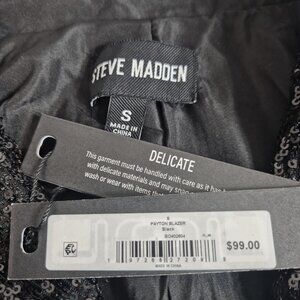 STEVE MADDEN
S
MADE IN
CHINA
DELICATE
This garment must be handled with care as it has
with delicate materials and may snag
wash or wear with items that
S
PAYTON BLAZER
Black
$99.00
MADE IN CHINA